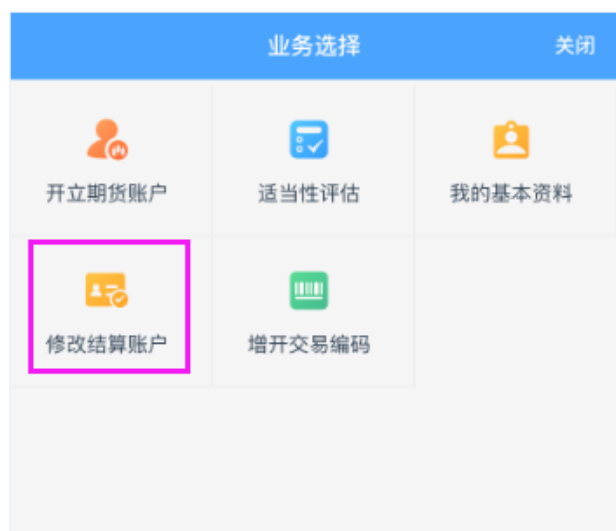 业务选择 关闭
开立期货账户 适当性评估 我的基本资料
修改结算账户 增开交易编码